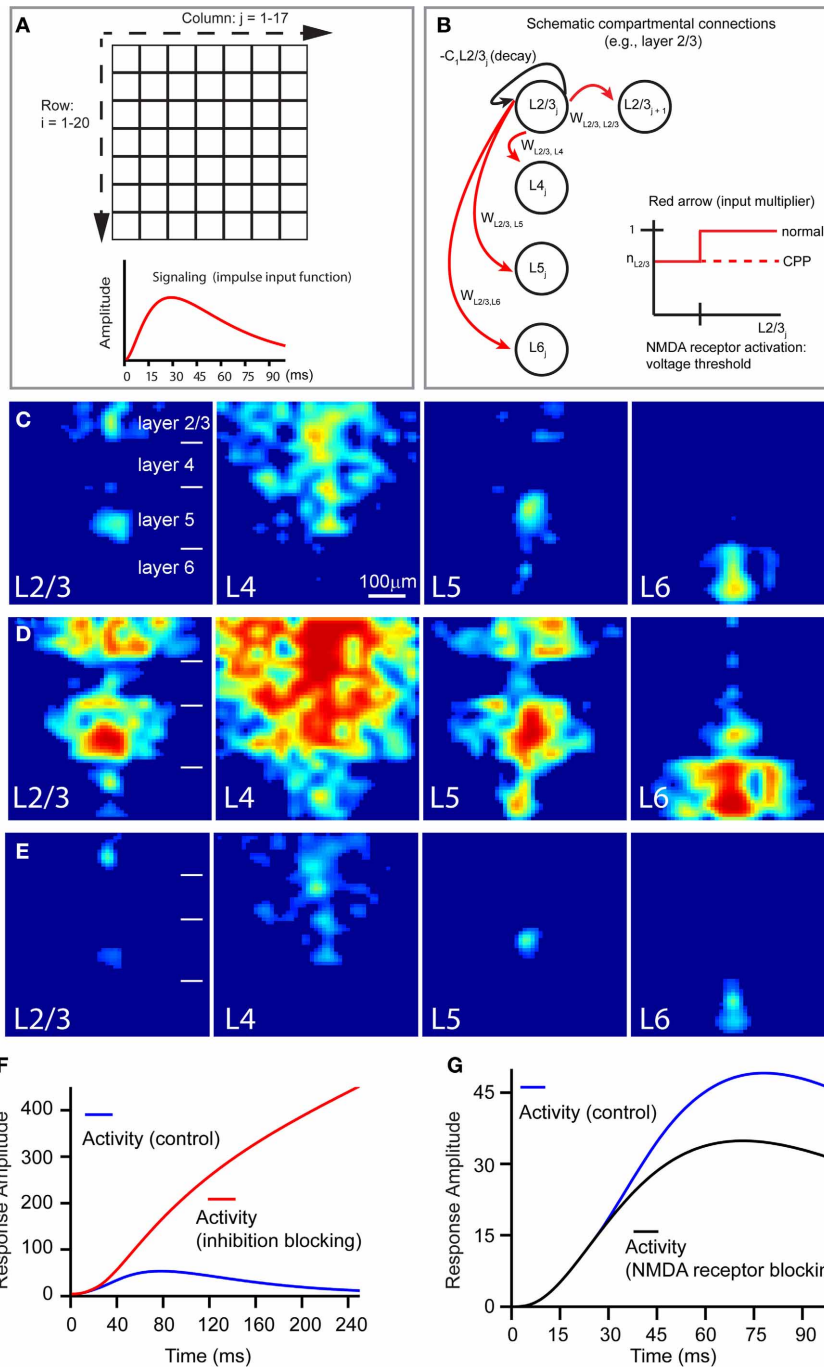 A
Column: j = 1-17
Row:
i = 1-20
Signaling (impulse input function)
Amplitude
0 15 30 45 60 75 90 (ms)
B
Schematic compartmental connections
(e.g., layer 2/3)
-C1L2/3j (decay)
L2/3j
L2/3j + 1
WL2/3, L2/3
WL2/3, L4
L4j
WL2/3, L5
L5j
WL2/3,L6
L6j
Red arrow (input multiplier)
1
normal
nL2/3
CPP
L2/3j
NMDA receptor activation:
voltage threshold
C
layer 2/3
layer 4
layer 5
layer 6
100μm
L2/3 L4 L5 L6
D
L2/3 L4 L5 L6
E
L2/3 L4 L5 L6
F
Response Amplitude
400
300
200
100
0
Activity (control)
Activity
(inhibition blocking)
0 40 80 120 160 200 240
Time (ms)
G
Response Amplitude
45
30
15
0
Activity (control)
Activity
(NMDA receptor blockin
0 15 30 45 60 75 90
Time (ms)